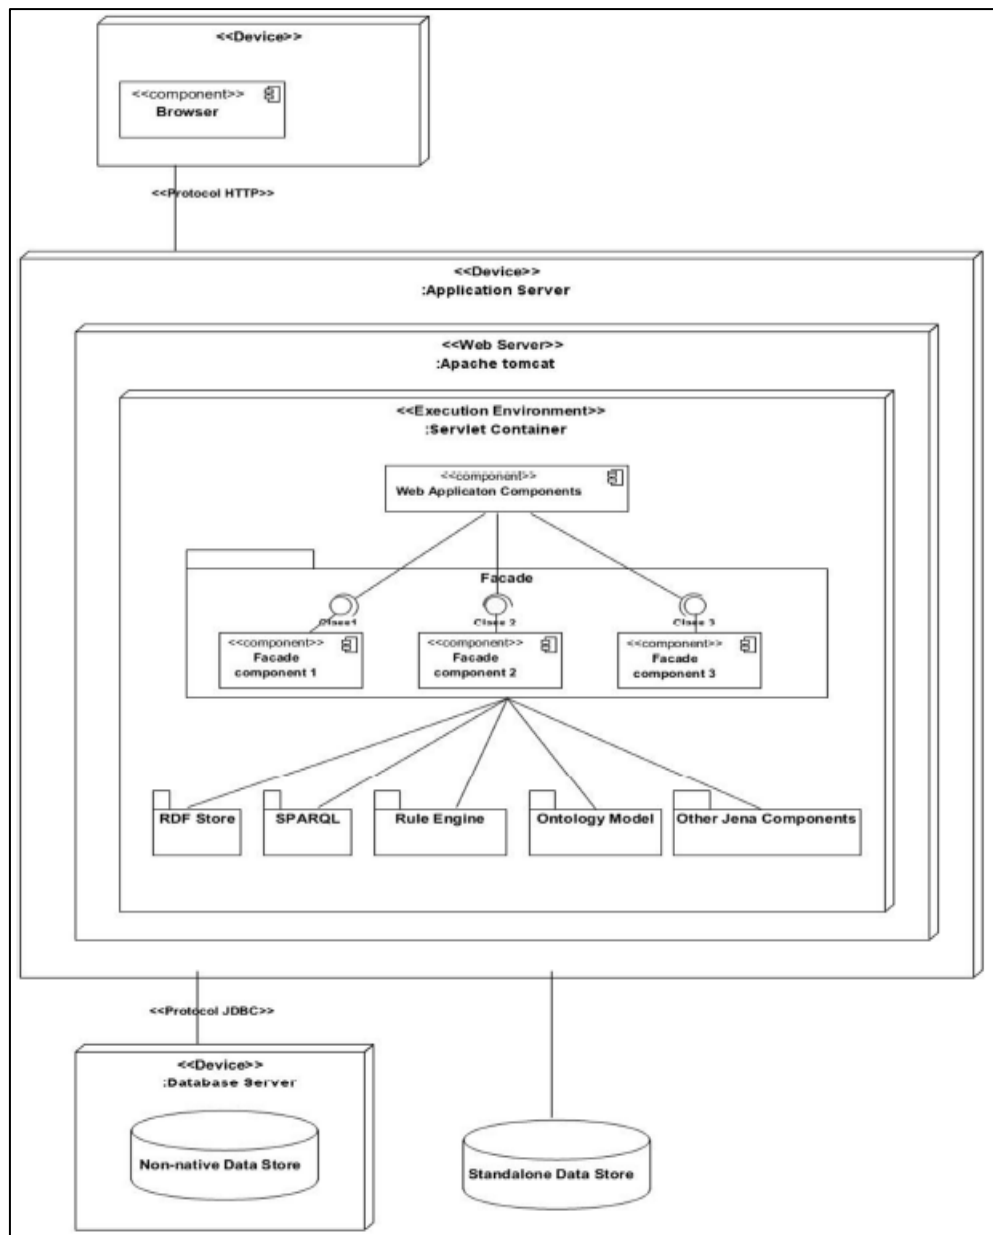 <<Device>>
<<component>>
Browser
<<Protocol HTTP>>
<<Device>>
:Application Server
<<Web Server>>
:Apache tomcat
<<Execution Environment>>
:Servlet Container
<<component>>
Web Applicaton Components
Facade
Class1
Class 2
Class 3
<<component>>
Facade
component 1
<<component>>
Facade
component 2
<<component>>
Facade
component 3
RDF Store
SPARQL
Rule Engine
Ontology Model
Other Jena Components
<<Protocol JDBC>>
<<Device>>
:Database Server
Non-native Data Store
Standalone Data Store